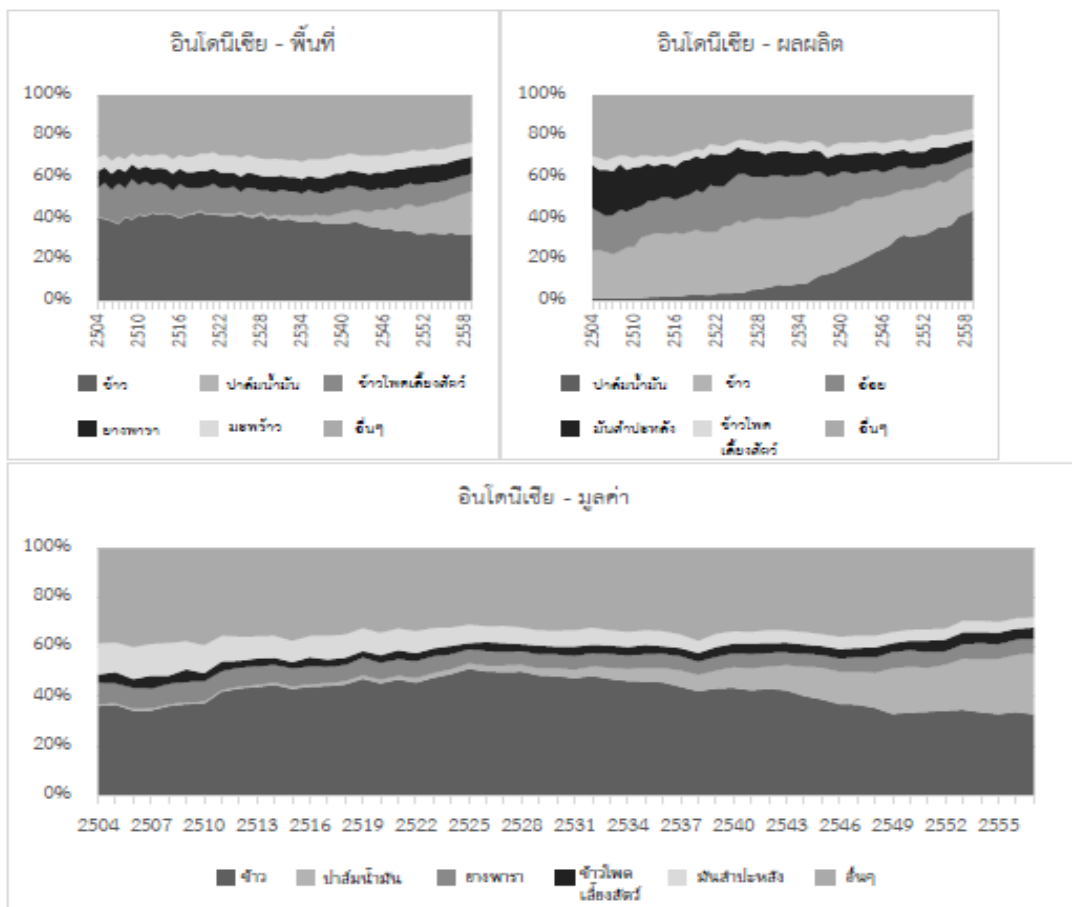 อินโดนีเซีย - พื้นที่
100%
80%
60%
40%
20%
0%
2504
2510
2516
2522
2528
2534
2540
2546
2552
2558
ข้าว
ปาล์มน้ำมัน
ข้าวโพดเลี้ยงสัตว์
ยางพารา
มะพร้าว
อื่นๆ
อินโดนีเซีย - ผลผลิต
100%
80%
60%
40%
20%
0%
2504
2510
2516
2522
2528
2534
2540
2546
2552
2558
ปาล์มน้ำมัน
ข้าว
อ้อย
มันสำปะหลัง
ข้าวโพด
เลี้ยงสัตว์
อื่นๆ
อินโดนีเซีย - มูลค่า
100%
80%
60%
40%
20%
0%
2504 2507 2510 2513 2516 2519 2522 2525 2528 2531 2534 2537 2540 2543 2546 2549 2552 2555
ข้าว
ปาล์มน้ำมัน
ยางพารา
ข้าวโพด
เลี้ยงสัตว์
มันสำปะหลัง
อื่นๆ